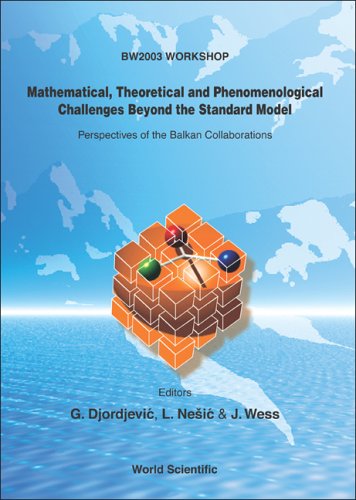 BW2003 WORKSHOP
Mathematical, Theoretical and Phenomenological
Challenges Beyond the Standard Model
Perspectives of the Balkan Collaborations
Editors
G. Djordjević, L. Nešić & J. Wess
World Scientific